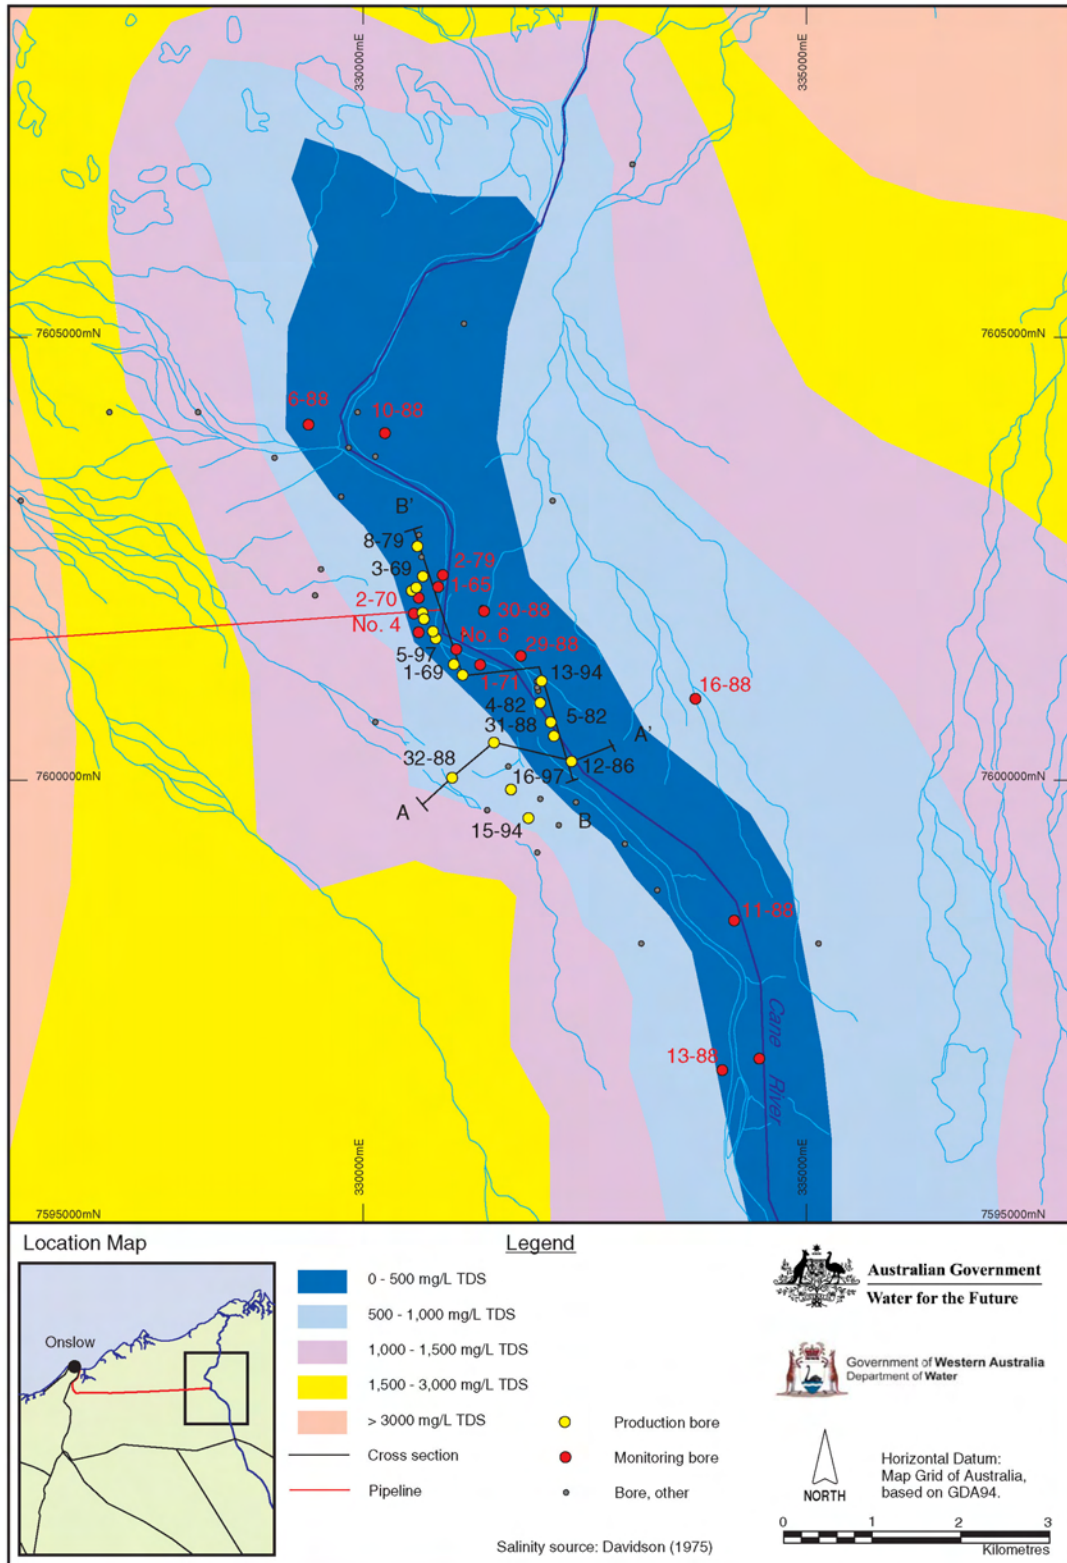 330000mE
335000mE
7605000mN
7605000mN
6-88
10-88
B'
8-79
3-69
2-79
1-65
2-70
30-88
No. 4
No. 6
29-88
5-97
1-69
1-71
13-94
16-88
4-82
5-82
31-88
A'
32-88
12-86
7600000mN
16-97
7600000mN
A
B
15-94
11-88
Cane River
13-88
330000mE
335000mE
7595000mN
7595000mN
Location Map
Onslow
Legend
0 - 500 mg/L TDS
500 - 1,000 mg/L TDS
1,000 - 1,500 mg/L TDS
1,500 - 3,000 mg/L TDS
> 3000 mg/L TDS
Cross section
Pipeline
Production bore
Monitoring bore
Bore, other
Salinity source: Davidson (1975)
Australian Government
Water for the Future
Government of Western Australia
Department of Water
NORTH
Horizontal Datum:
Map Grid of Australia,
based on GDA94.
0 1 2 3
Kilometres